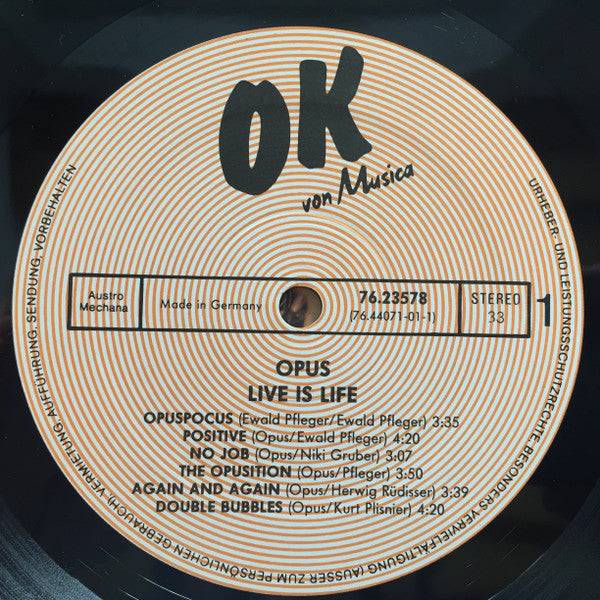 OK
von Musica
Austro
Mechana
Made in Germany
76.23578
(76.44071-01-1)
STEREO
33
1
OPUS
LIVE IS LIFE
OPUSPOCUS (Ewald Pfleger/Ewald Pfleger) 3:35
POSITIVE (Opus/Ewald Pfleger) 4:20
NO JOB (Opus/Niki Gruber) 3:07
THE OPUSITION (Opus/Pfleger) 3:50
AGAIN AND AGAIN (Opus/Herwig Rüdisser) 3:39
DOUBLE BUBBLES (Opus/Kurt Plisnier) 4:20
URHEBER- UND LEISTUNGSSCHUTZRECHTE, BESONDERS VERVIELFÄLTIGUNG (AUSSER ZUM PERSÖNLICHEN GEBRAUCH), VERMIETUNG, AUFFÜHRUNG, SENDUNG, VORBEHALTEN